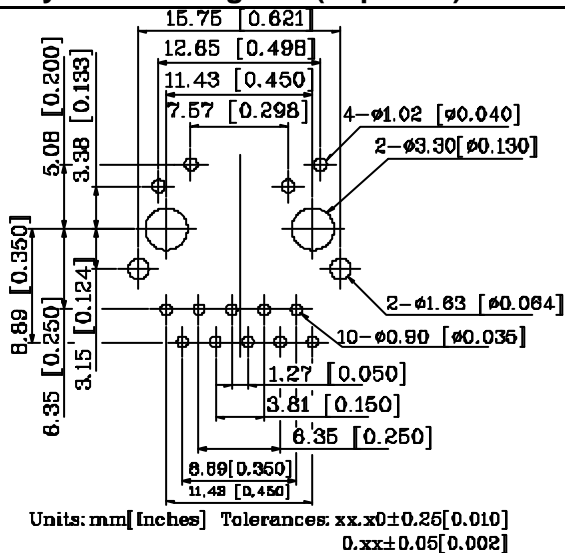 15.75 [0.621]
12.65 [0.498]
11.43 [0.450]
7.57 [0.298]
4-ø1.02 [ø0.040]
2-ø3.30[ø0.130]
5.08 [0.200]
3.38 [0.133]
8.89 [0.350]
6.35 [0.250]
3.15 [0.124]
2-ø1.63 [ø0.064]
10-ø0.90 [ø0.035]
1.27 [0.050]
3.81 [0.150]
6.35 [0.250]
8.89[0.350]
11.43 [0.450]
Units: mm[Inches] Tolerances: xx.x0±0.25[0.010]
0.xx±0.05[0.002]